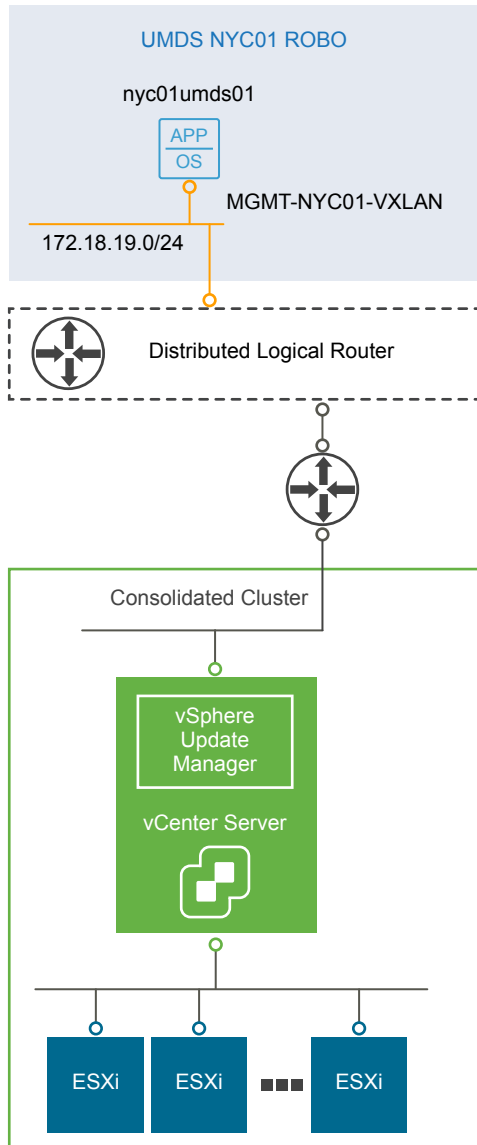 UMDS NYC01 ROBO
nyc01umds01
APP
OS
MGMT-NYC01-VXLAN
172.18.19.0/24
Distributed Logical Router
Consolidated Cluster
vSphere
Update
Manager
vCenter Server
ESXi
ESXi
ESXi